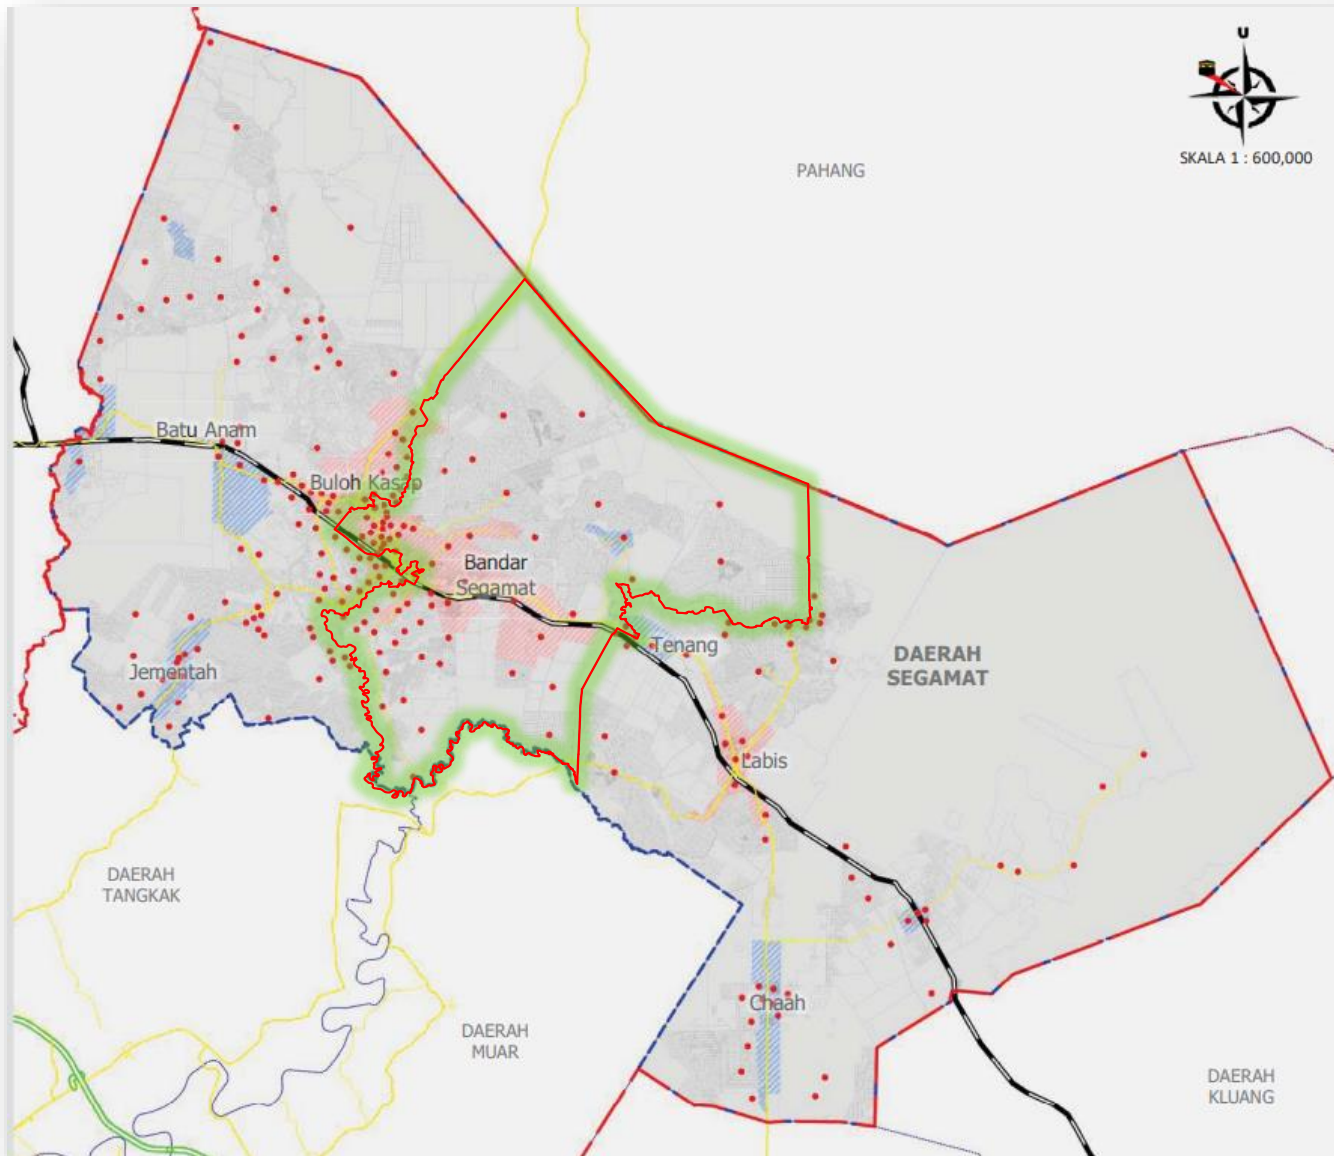 U
SKALA 1 : 600,000
PAHANG
Batu Anam
Buloh Kasap
Bandar
Segamat
Tenang
DAERAH
SEGAMAT
Jementah
Labis
DAERAH
TANGKAK
Chaah
DAERAH
MUAR
DAERAH
KLUANG